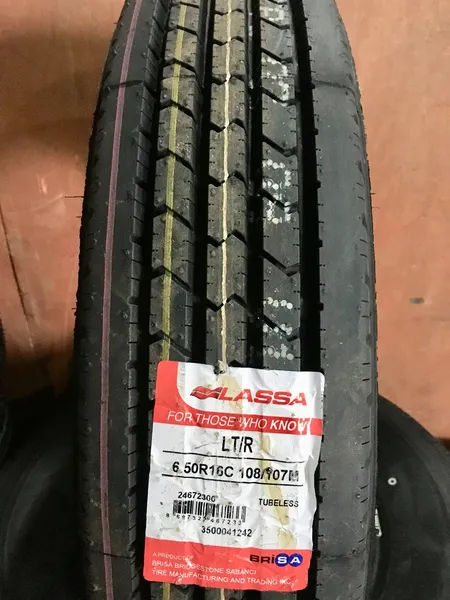 LASSA
FOR THOSE WHO KNOW
LT/R
6.50R16C 108/107M
24672300
TUBELESS
3500041242
BRiSA
A PRODUCT OF
BRISA BRIDGESTONE SABANCI
TIRE MANUFACTURING AND TRADING INC.